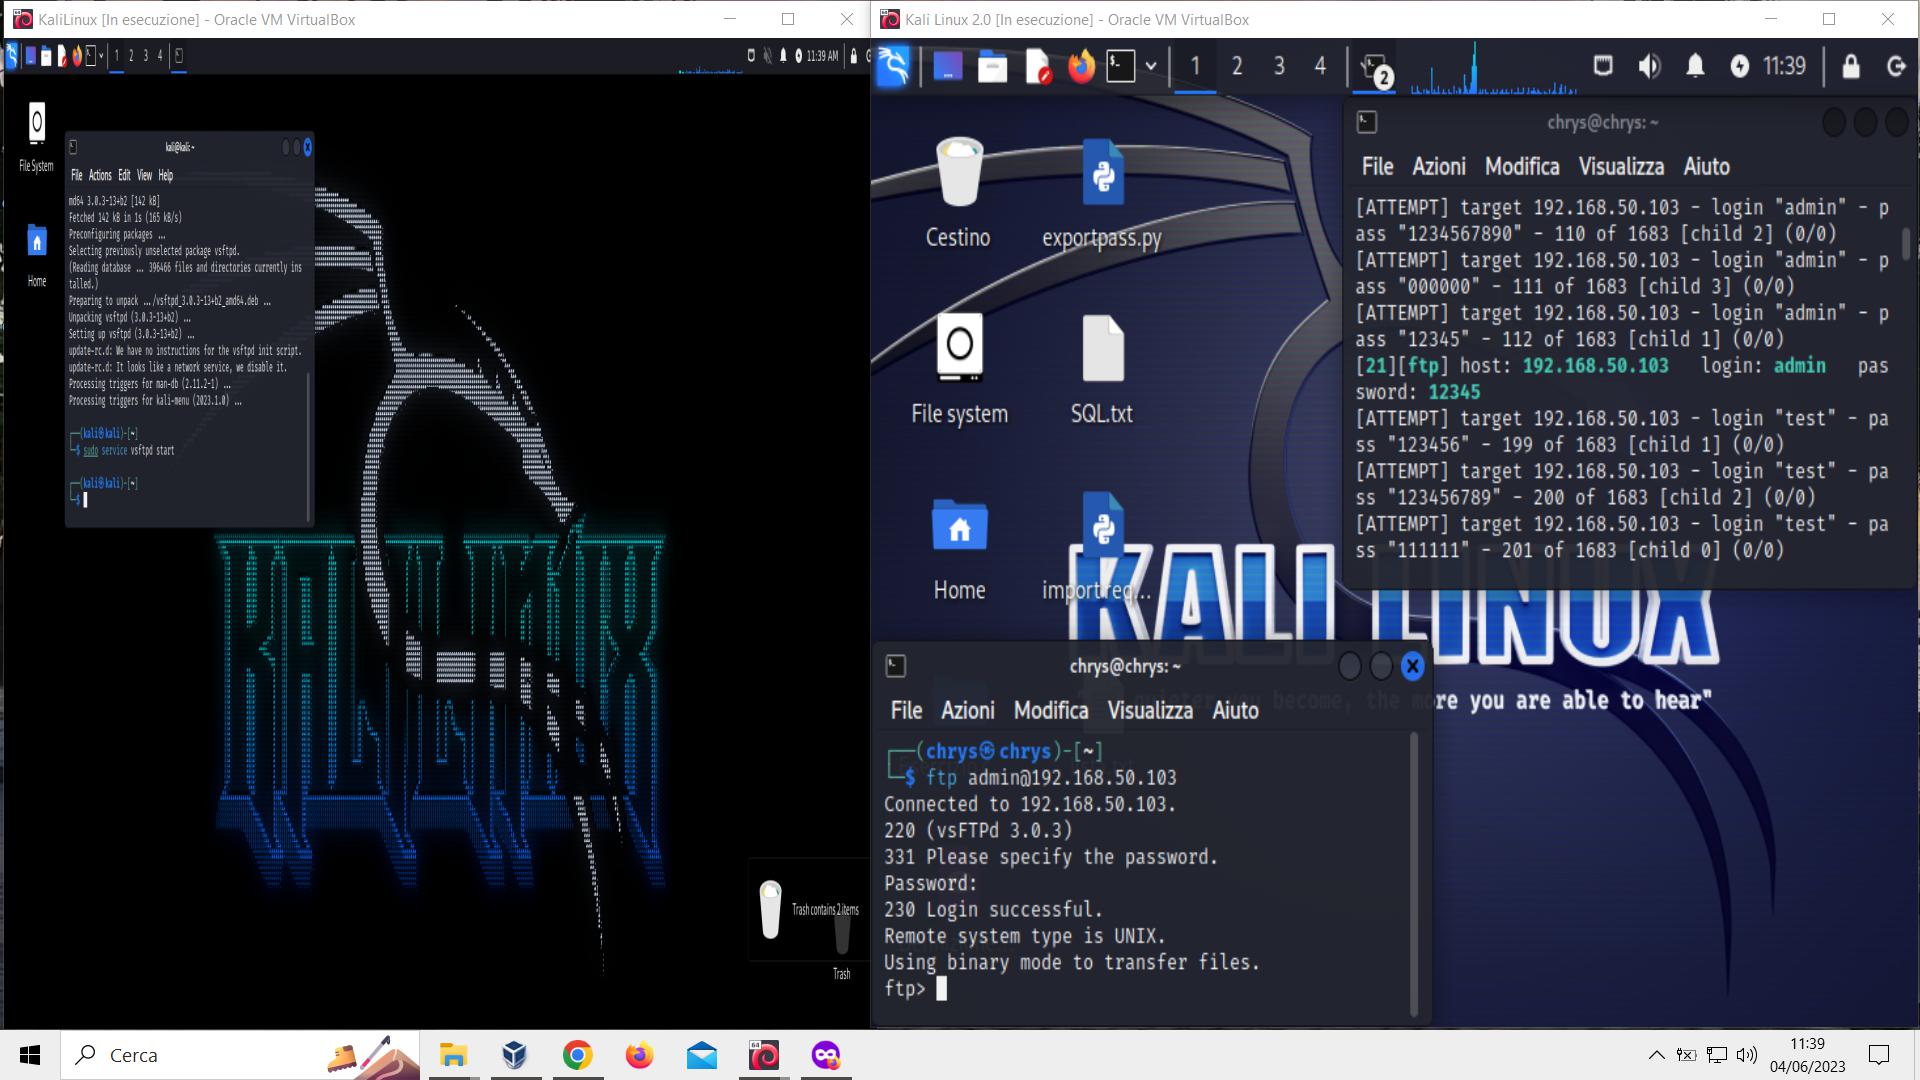 KaliLinux [In esecuzione] - Oracle VM VirtualBox
1 2 3 4
11:39 AM
File System
Home
kali@kali: ~
File Actions Edit View Help
md64 3.0.3-13+b2 [142 kB]
Fetched 142 kB in 1s (165 kB/s)
Preconfiguring packages ...
Selecting previously unselected package vsftpd.
(Reading database ... 396466 files and directories currently ins
talled.)
Preparing to unpack .../vsftpd_3.0.3-13+b2_amd64.deb ...
Unpacking vsftpd (3.0.3-13+b2) ...
Setting up vsftpd (3.0.3-13+b2) ...
update-rc.d: We have no instructions for the vsftpd init script.
update-rc.d: It looks like a network service, we disable it.
Processing triggers for man-db (2.11.2-1) ...
Processing triggers for kali-menu (2023.1.0) ...
┌──(kali㉿kali)-[~]
└─$ sudo service vsftpd start
┌──(kali㉿kali)-[~]
└─$
KALI LINUX
Trash contains 2 items
Trash
Kali Linux 2.0 [In esecuzione] - Oracle VM VirtualBox
1 2 3 4
2
11:39
Cestino
exportpass.py
File system
SQL.txt
Home
importreq...
chrys@chrys: ~
File Azioni Modifica Visualizza Aiuto
[ATTEMPT] target 192.168.50.103 - login "admin" - p
ass "1234567890" - 110 of 1683 [child 2] (0/0)
[ATTEMPT] target 192.168.50.103 - login "admin" - p
ass "000000" - 111 of 1683 [child 3] (0/0)
[ATTEMPT] target 192.168.50.103 - login "admin" - p
ass "12345" - 112 of 1683 [child 1] (0/0)
[21][ftp] host: 192.168.50.103   login: admin   pas
sword: 12345
[ATTEMPT] target 192.168.50.103 - login "test" - pa
ss "123456" - 199 of 1683 [child 1] (0/0)
[ATTEMPT] target 192.168.50.103 - login "test" - pa
ss "123456789" - 200 of 1683 [child 2] (0/0)
[ATTEMPT] target 192.168.50.103 - login "test" - pa
ss "111111" - 201 of 1683 [child 0] (0/0)
KALI LINUX
quieter you become, the more you are able to hear"
chrys@chrys: ~
File Azioni Modifica Visualizza Aiuto
┌──(chrys㉿chrys)-[~]
└─$ ftp admin@192.168.50.103
Connected to 192.168.50.103.
220 (vsFTPd 3.0.3)
331 Please specify the password.
Password:
230 Login successful.
Remote system type is UNIX.
Using binary mode to transfer files.
ftp>
Cerca
11:39
04/06/2023